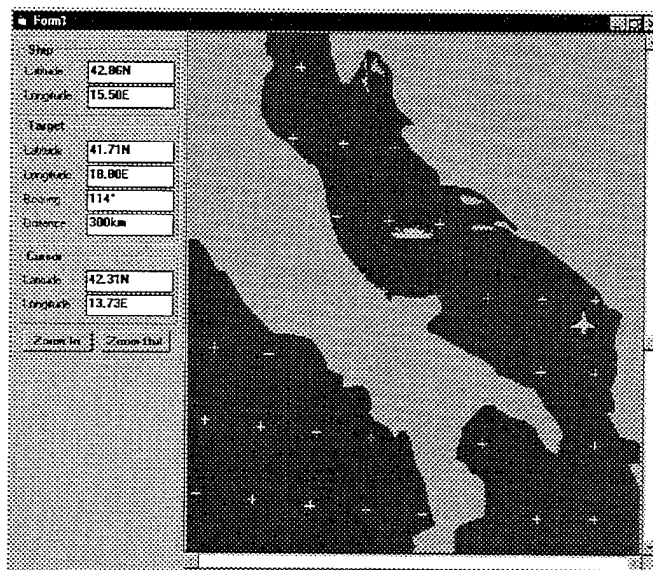 Form1
Ship
Latitude 42.86N
Longitude 15.50E
Target
Latitude 41.71N
Longitude 18.80E
Bearing 114°
Distance 300km
Cursor
Latitude 42.31N
Longitude 13.73E
Zoom In Zoom Out